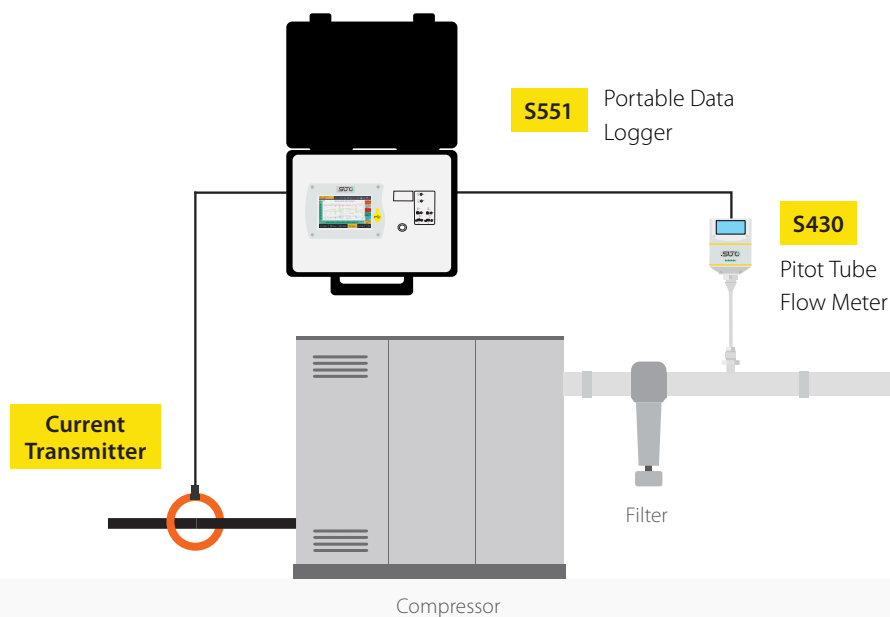 S551
Portable Data
Logger
S430
Pitot Tube
Flow Meter
Current
Transmitter
Filter
Compressor